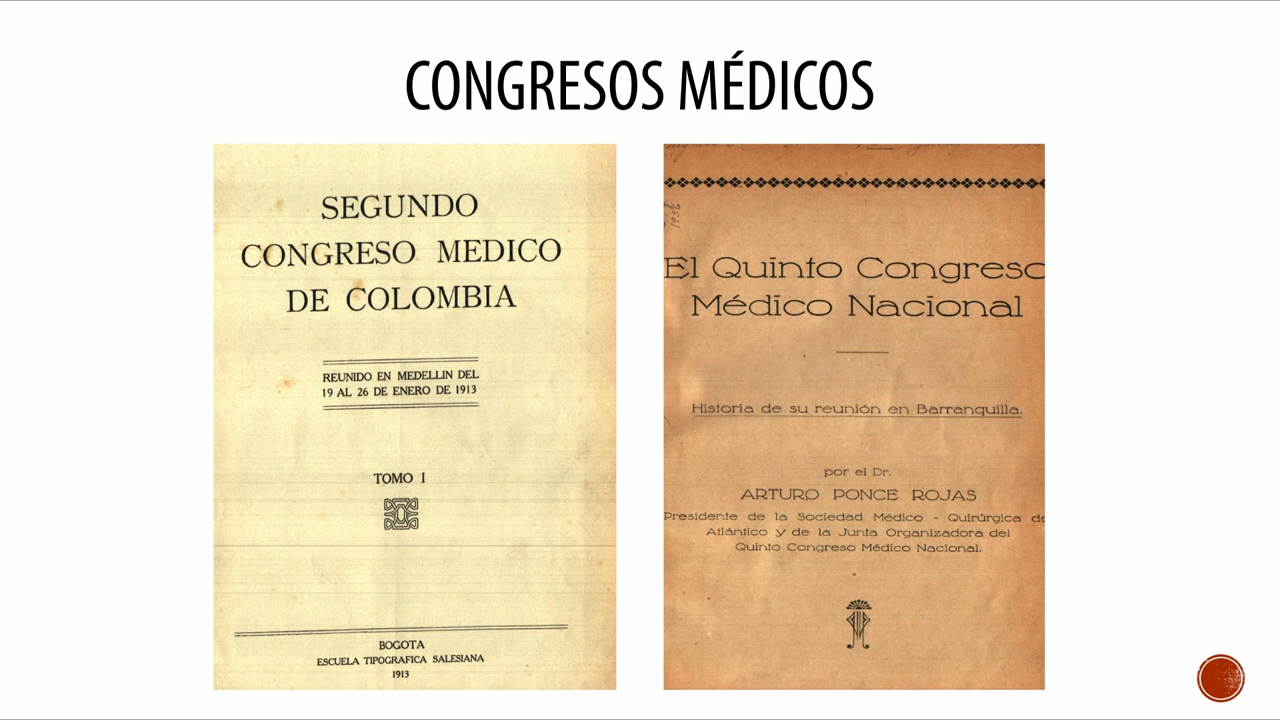 CONGRESOS MÉDICOS
SEGUNDO
CONGRESO MEDICO
DE COLOMBIA
REUNIDO EN MEDELLIN DEL
19 AL 26 DE ENERO DE 1913
TOMO I
BOGOTA
ESCUELA TIPOGRAFICA SALESIANA
1913
1936
El Quinto Congreso
Médico Nacional
Historia de su reunión en Barranquilla.
por el Dr.
ARTURO PONCE ROJAS
Presidente de la Sociedad Médico - Quirúrgica de
Atlántico y de la Junta Organizadora del
Quinto Congreso Médico Nacional.